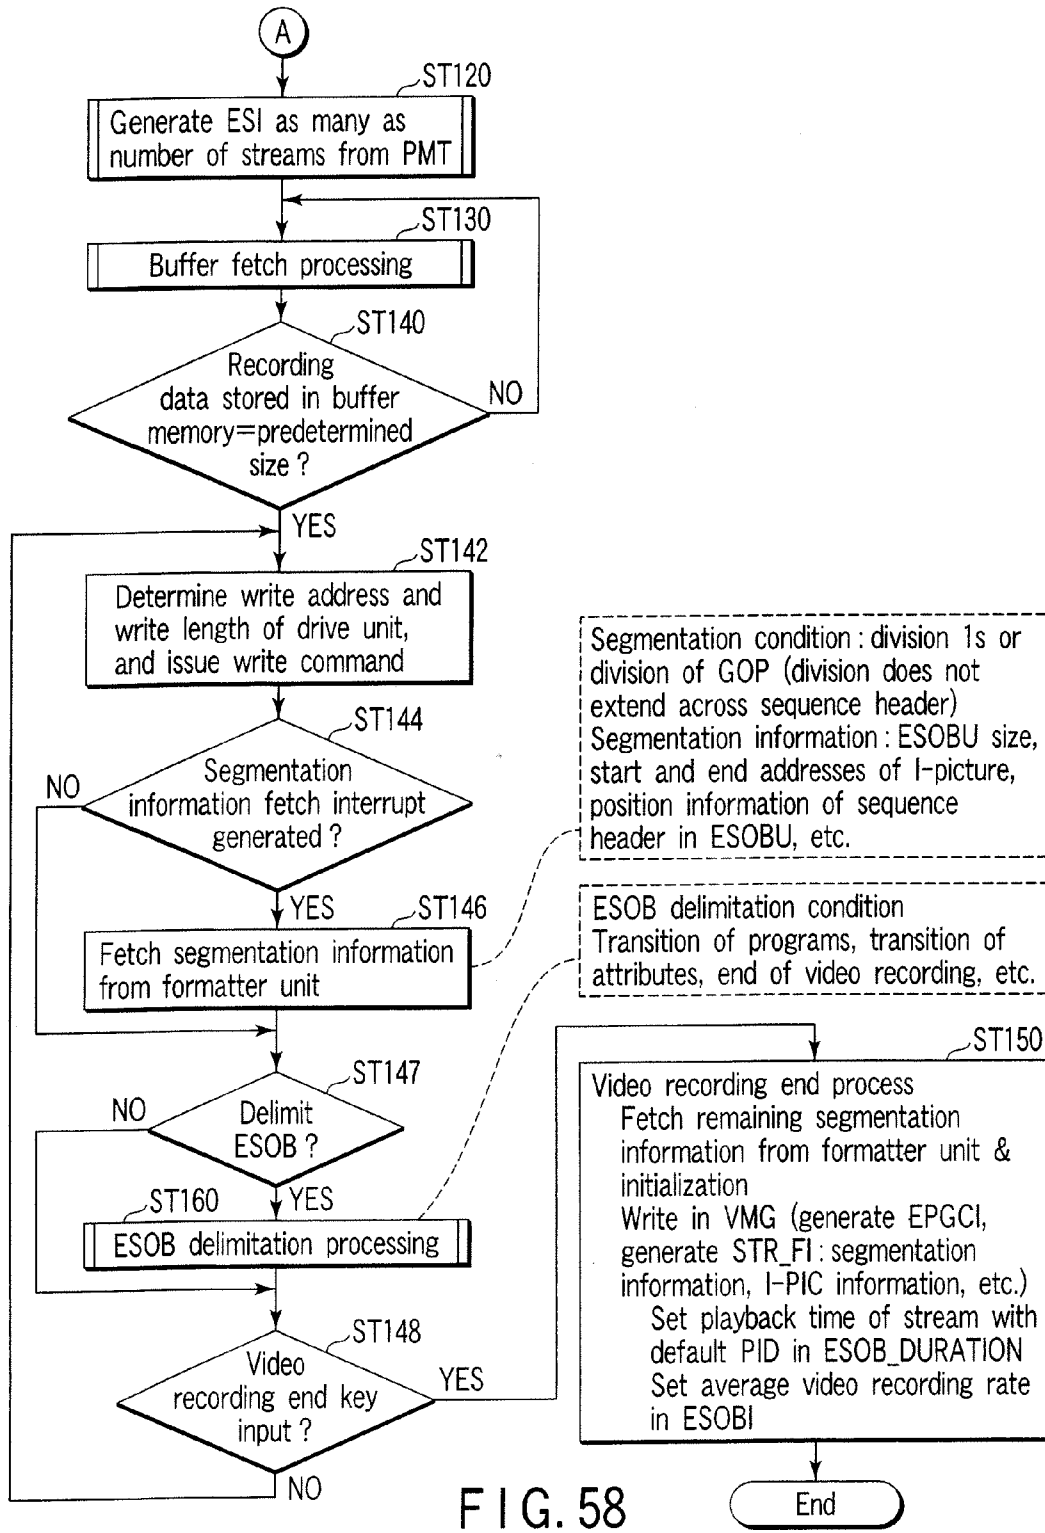 A
ST120
Generate ESI as many as
number of streams from PMT
ST130
Buffer fetch processing
ST140
Recording
data stored in buffer
memory=predetermined
size?
NO
YES
ST142
Determine write address and
write length of drive unit,
and issue write command
ST144
Segmentation
information fetch interrupt
generated?
NO
YES
ST146
Fetch segmentation information
from formatter unit
Segmentation condition: division 1s or
division of GOP (division does not
extend across sequence header)
Segmentation information: ESOBU size,
start and end addresses of I-picture,
position information of sequence
header in ESOBU, etc.
ESOB delimitation condition
Transition of programs, transition of
attributes, end of video recording, etc.
ST147
Delimit
ESOB?
NO
YES
ST160
ESOB delimitation processing
ST148
Video
recording end key
input?
YES
NO
ST150
Video recording end process
Fetch remaining segmentation
information from formatter unit &
initialization
Write in VMG (generate EPGCI,
generate STR_FI: segmentation
information, I-PIC information, etc.)
Set playback time of stream with
default PID in ESOB_DURATION
Set average video recording rate
in ESOBI
End
FIG. 58